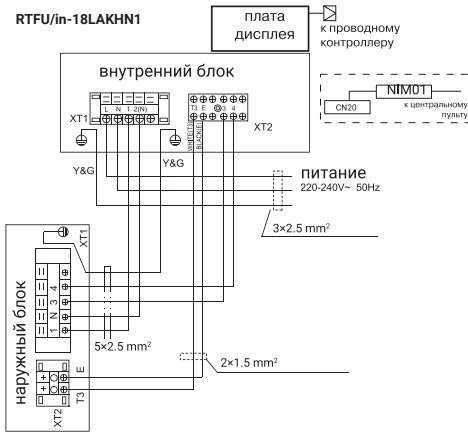 RTFU/in-18LAKHN1
плата
дисплея
к проводному
контроллеру
внутренний блок
NIM01
CN20
к центральному
пульту
XT1
L N 1 2(N)
T3 E 3 4
XT2
WHITE(T3)
BLACK(E)
Y&G
Y&G
питание
220-240V~ 50Hz
3×2.5 mm²
наружный блок
XT1
4
3
N
1
5×2.5 mm²
2×1.5 mm²
E
T3
XT2